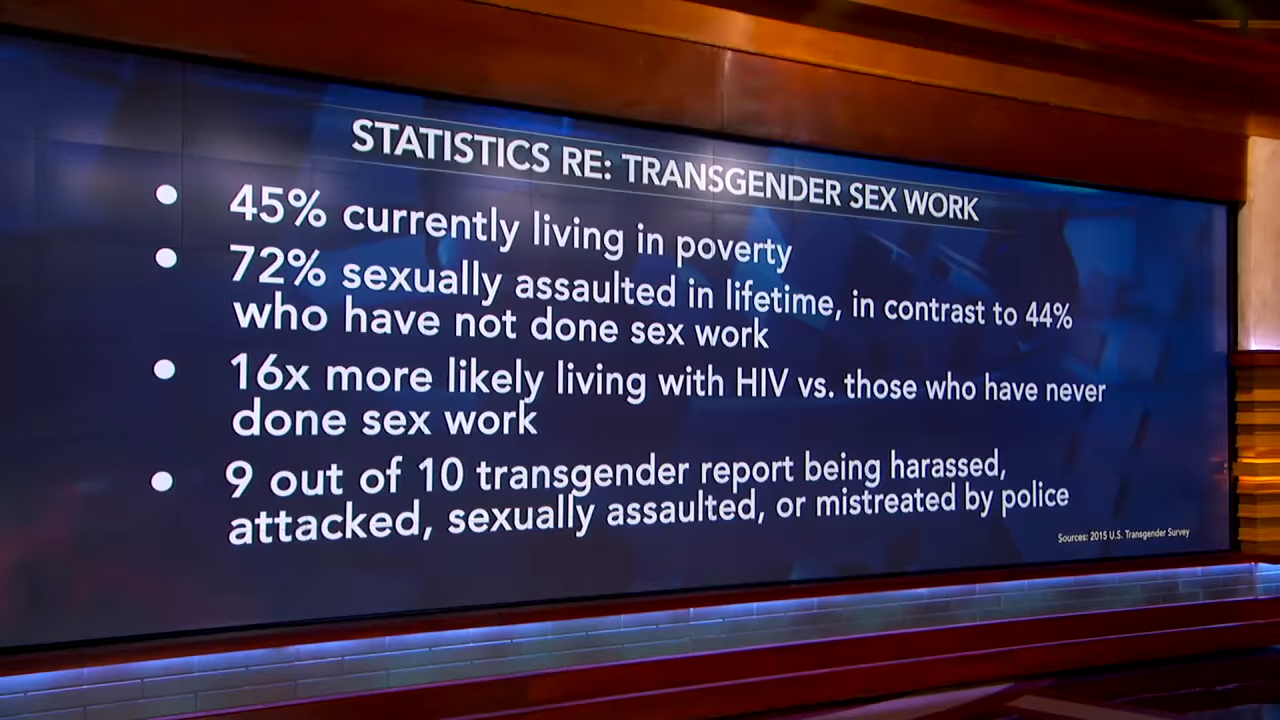 STATISTICS RE: TRANSGENDER SEX WORK
• 45% currently living in poverty
• 72% sexually assaulted in lifetime, in contrast to 44%
who have not done sex work
• 16x more likely living with HIV vs. those who have never
done sex work
• 9 out of 10 transgender report being harassed,
attacked, sexually assaulted, or mistreated by police
Sources: 2015 U.S. Transgender Survey